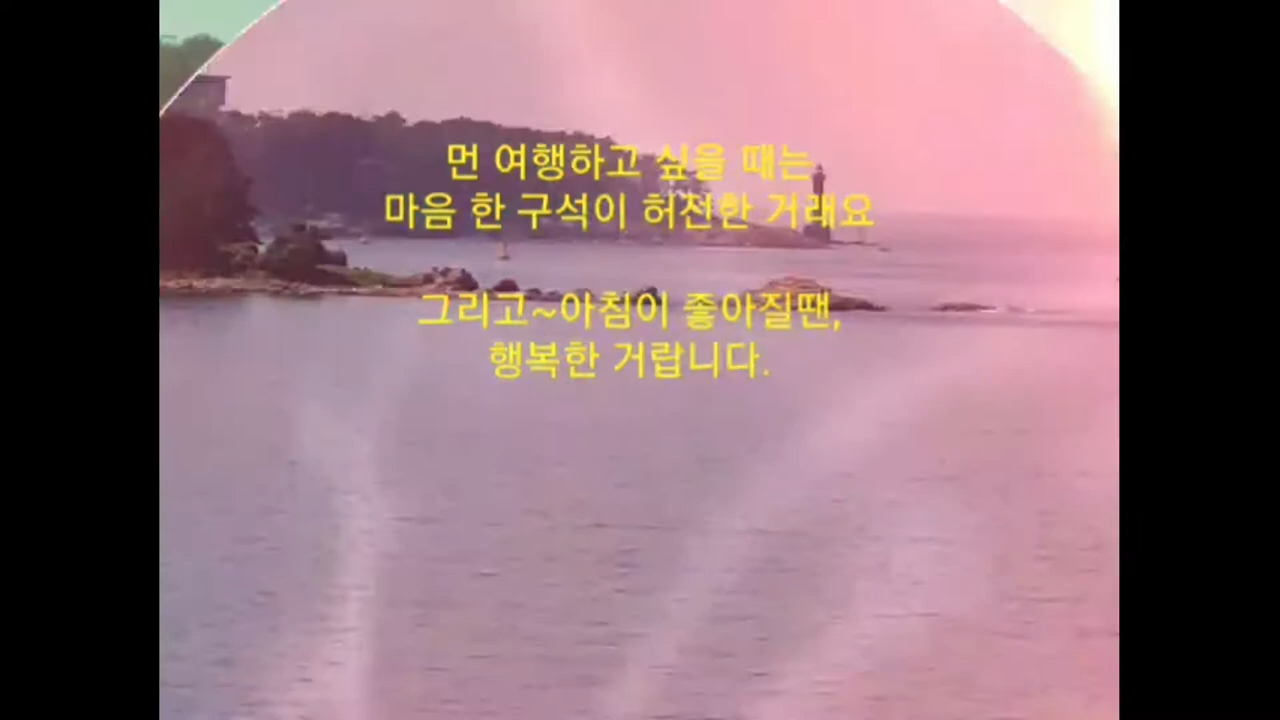 먼 여행하고 싶을 때는
마음 한 구석이 허전한 거래요
그리고~아침이 좋아질땐,
행복한 거랍니다.